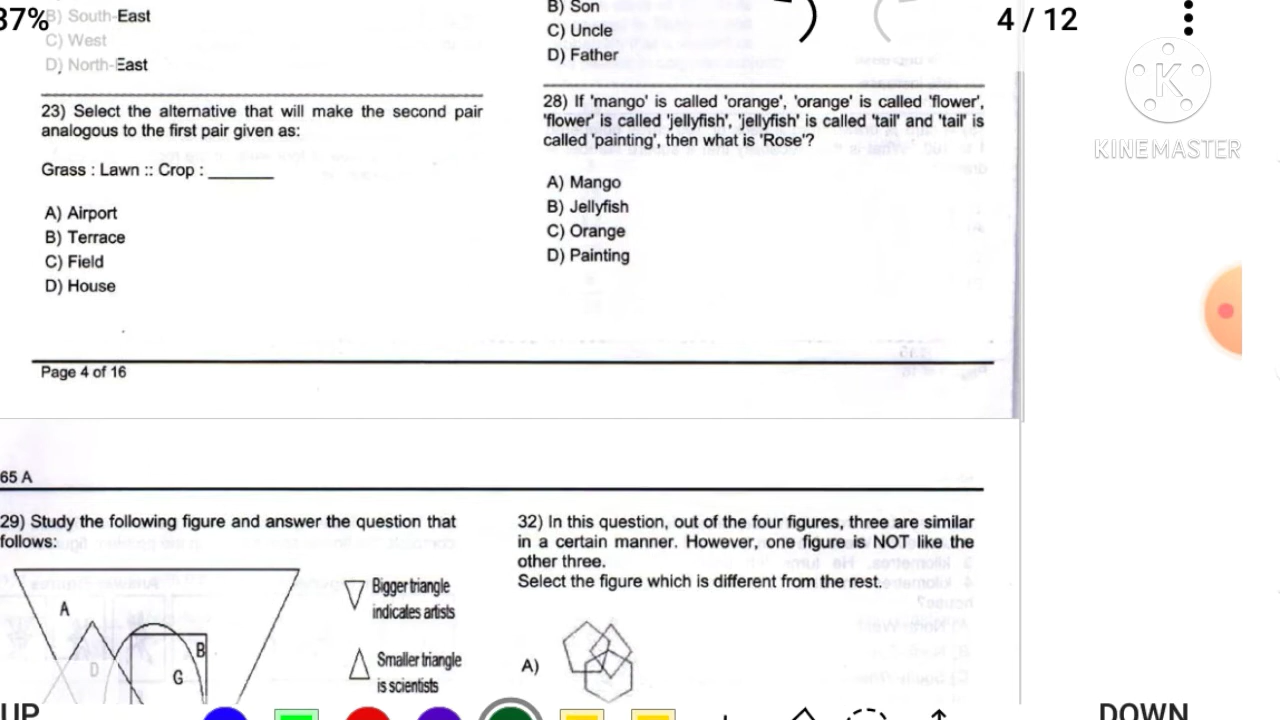 37%
B) South-East
C) West
D) North-East
23) Select the alternative that will make the second pair
analogous to the first pair given as:
Grass : Lawn :: Crop : _______
A) Airport
B) Terrace
C) Field
D) House
B) Son
C) Uncle
D) Father
28) If 'mango' is called 'orange', 'orange' is called 'flower',
'flower' is called 'jellyfish', 'jellyfish' is called 'tail' and 'tail' is
called 'painting', then what is 'Rose'?
A) Mango
B) Jellyfish
C) Orange
D) Painting
4 / 12
K
KINEMASTER
Page 4 of 16
65 A
29) Study the following figure and answer the question that
follows:
A
D
B
G
Bigger triangle
indicates artists
Smaller triangle
is scientists
32) In this question, out of the four figures, three are similar
in a certain manner. However, one figure is NOT like the
other three.
Select the figure which is different from the rest.
A)
UP
DOWN